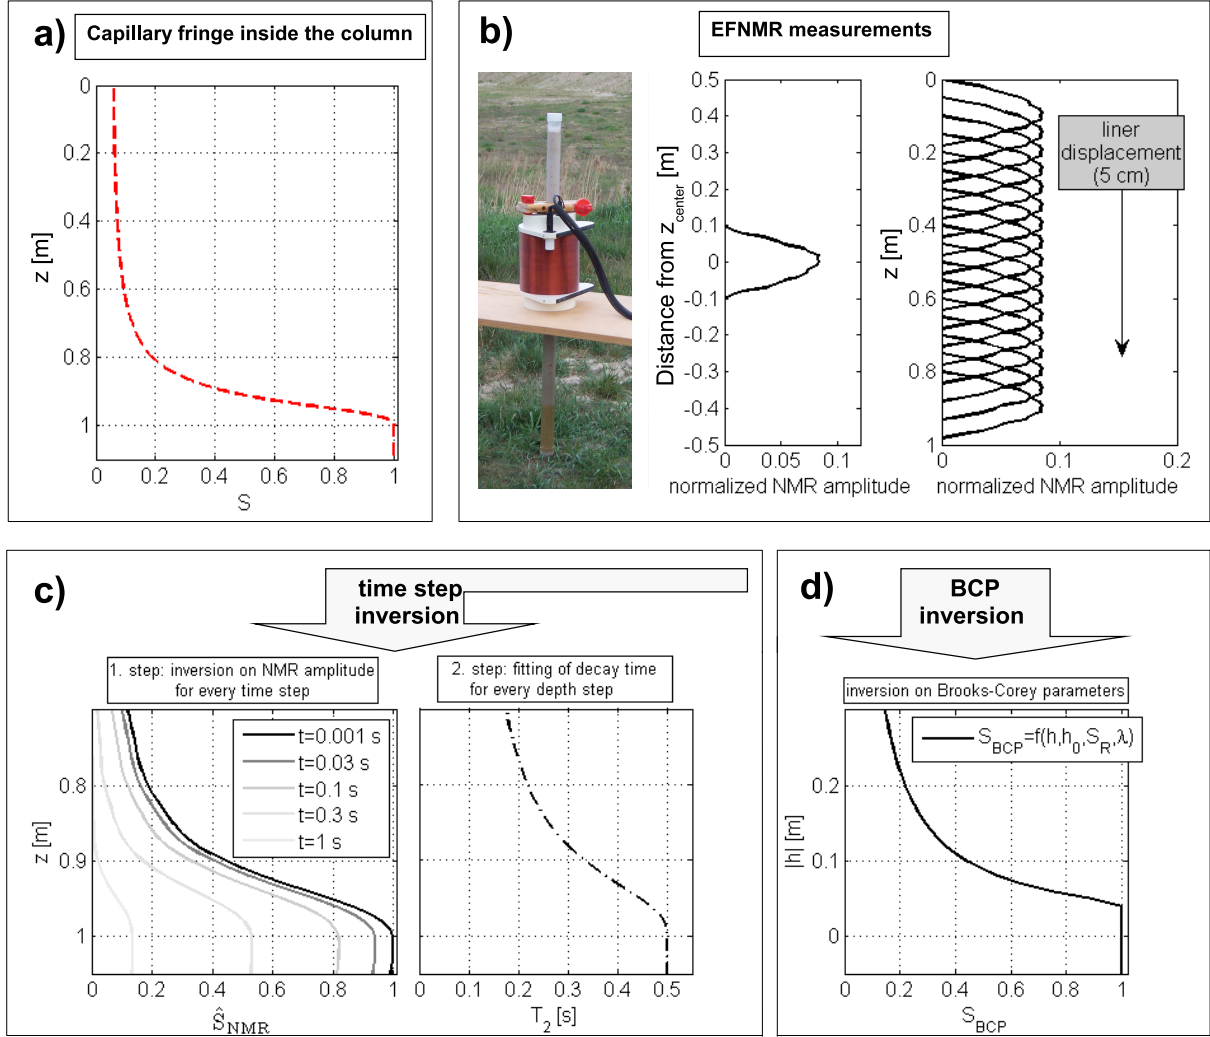 a)
Capillary fringe inside the column
0
0.2
0.4
0.6
0.8
1
z [m]
0
0.2
0.4
0.6
0.8
1
S
b)
EFNMR measurements
0.5
0.4
0.3
0.2
0.1
0
-0.1
-0.2
-0.3
-0.4
-0.5
Distance from z_center [m]
0
0.05
0.1
normalized NMR amplitude
0
0.2
0.4
0.6
0.8
1
z [m]
liner
displacement
(5 cm)
0
0.1
0.2
normalized NMR amplitude
c)
time step
inversion
1. step: inversion on NMR amplitude
for every time step
t=0.001 s
t=0.03 s
t=0.1 s
t=0.3 s
t=1 s
0.8
0.9
1
z [m]
0
0.2
0.4
0.6
0.8
1
Ŝ_NMR
2. step: fitting of decay time
for every depth step
0
0.1
0.2
0.3
0.4
0.5
T_2 [s]
d)
BCP
inversion
inversion on Brooks-Corey parameters
S_BCP=f(h,h_0,S_R,λ)
0.2
0.1
0
|h| [m]
0
0.2
0.4
0.6
0.8
1
S_BCP